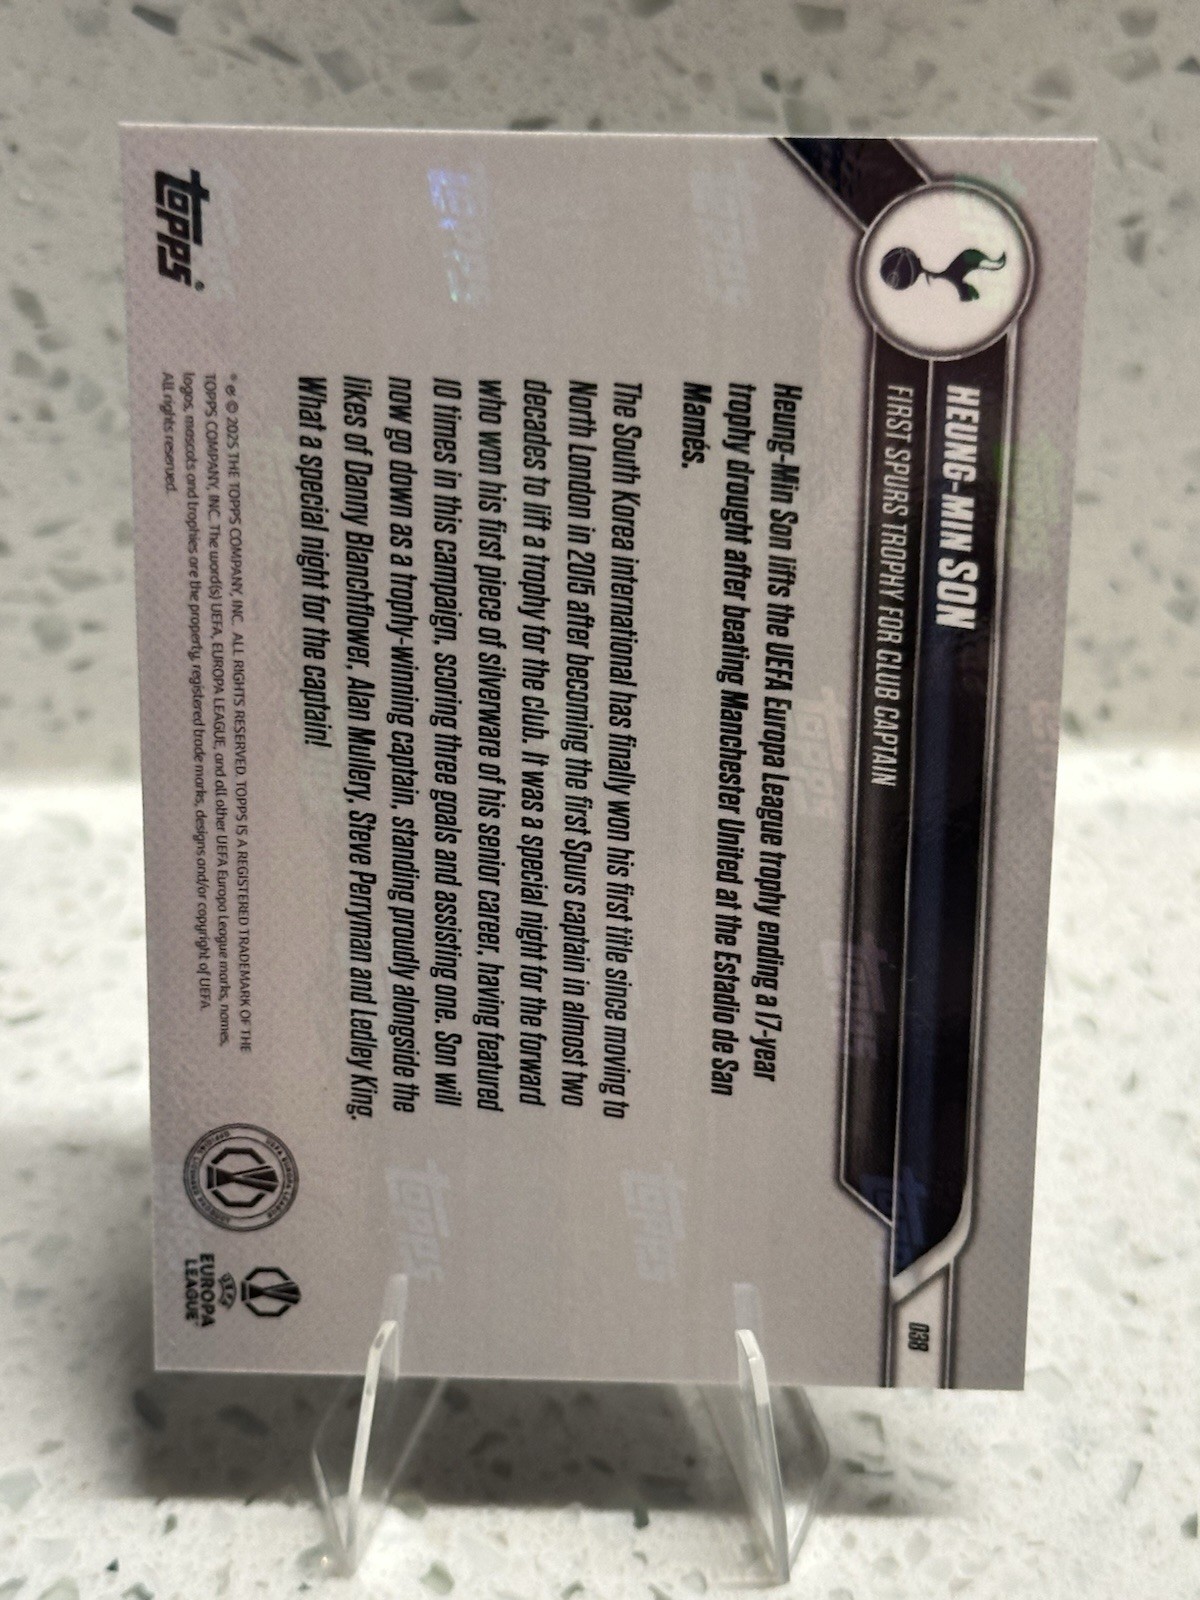 HEUNG-MIN SON
FIRST SPURS TROPHY FOR CLUB CAPTAIN
038
Heung-Min Son lifts the UEFA Europa League trophy ending a 17-year
trophy drought after beating Manchester United at the Estadio de San
Mamés.
The South Korea international has finally won his first title since moving to
North London in 2015 after becoming the first Spurs captain in almost two
decades to lift a trophy for the club. It was a special night for the forward
who won his first piece of silverware of his senior career, having featured
10 times in this campaign, scoring three goals and assisting one. Son will
now go down as a trophy-winning captain, standing proudly alongside the
likes of Danny Blanchflower, Alan Mullery, Steve Perryman and Ledley King.
What a special night for the captain!
® © 2025 THE TOPPS COMPANY, INC. ALL RIGHTS RESERVED. TOPPS IS A REGISTERED TRADEMARK OF THE
TOPPS COMPANY, INC. The word(s) UEFA, EUROPA LEAGUE, and all other UEFA Europa League marks, names,
logos, mascots and trophies are the property, registered trade marks, designs and/or copyright of UEFA.
All rights reserved.
topps®
UEFA EUROPA LEAGUE
UEFA
EUROPA
LEAGUE